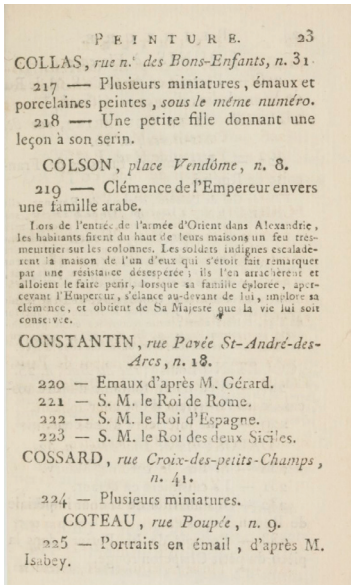 PEINTURE. 23
COLLAS, rue n.e des Bons-Enfants, n. 31.
217 — Plusieurs miniatures, émaux et
porcelaines peintes, sous le même numéro.
218 — Une petite fille donnant une
leçon à son serin.
COLSON, place Vendôme, n. 8.
219 — Clémence de l'Empereur envers
une famille arabe.
Lors de l'entrée de l'armée d'Orient dans Alexandrie,
les habitants firent du haut de leurs maisons un feu tres-
meurttier sur les colonnes. Les soldats indignes escalade-
rent la maison de l'un d'eux qui s'étoit fait remarquer
par une résistance désespérée; ils l'en arracherent et
alloient le faire perir, lorsque sa famille éplorée, aper-
cevant l'Empereur, s'elance au-devant de lui, implore sa
clémence, et obtient de Sa Majesté que la vie lui soit
conservée.
CONSTANTIN, rue Pavée St-André-des-
Arcs, n. 18.
220 — Emaux d'après M. Gérard.
221 — S. M. le Roi de Rome.
222 — S. M. le Roi d'Espagne.
223 — S. M. le Roi des deux Siciles.
COSSARD, rue Croix-des-petits-Champs,
n. 41.
224 — Plusieurs miniatures.
COTEAU, rue Poupée, n. 9.
225 — Portraits en émail, d'après M.
Isabey.